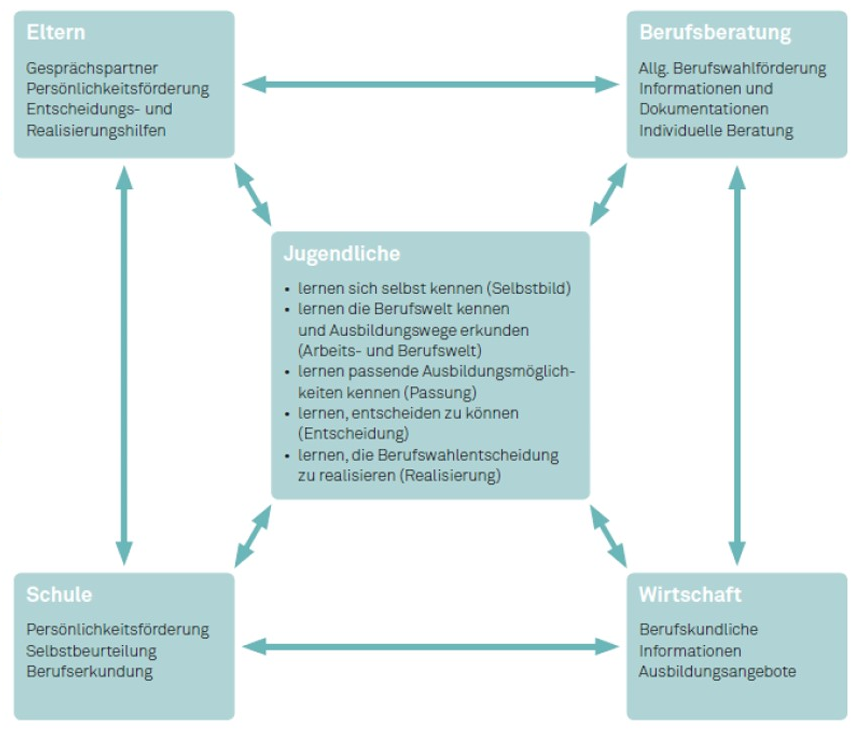 Eltern
Gesprächspartner
Persönlichkeitsförderung
Entscheidungs- und
Realisierungshilfen
Berufsberatung
Allg. Berufswahlförderung
Informationen und
Dokumentationen
Individuelle Beratung
Jugendliche
• lernen sich selbst kennen (Selbstbild)
• lernen die Berufswelt kennen
und Ausbildungswege erkunden
(Arbeits- und Berufswelt)
• lernen passende Ausbildungsmöglich-
keiten kennen (Passung)
• lernen, entscheiden zu können
(Entscheidung)
• lernen, die Berufswahlentscheidung
zu realisieren (Realisierung)
Schule
Persönlichkeitsförderung
Selbstbeurteilung
Berufserkundung
Wirtschaft
Berufskundliche
Informationen
Ausbildungsangebote